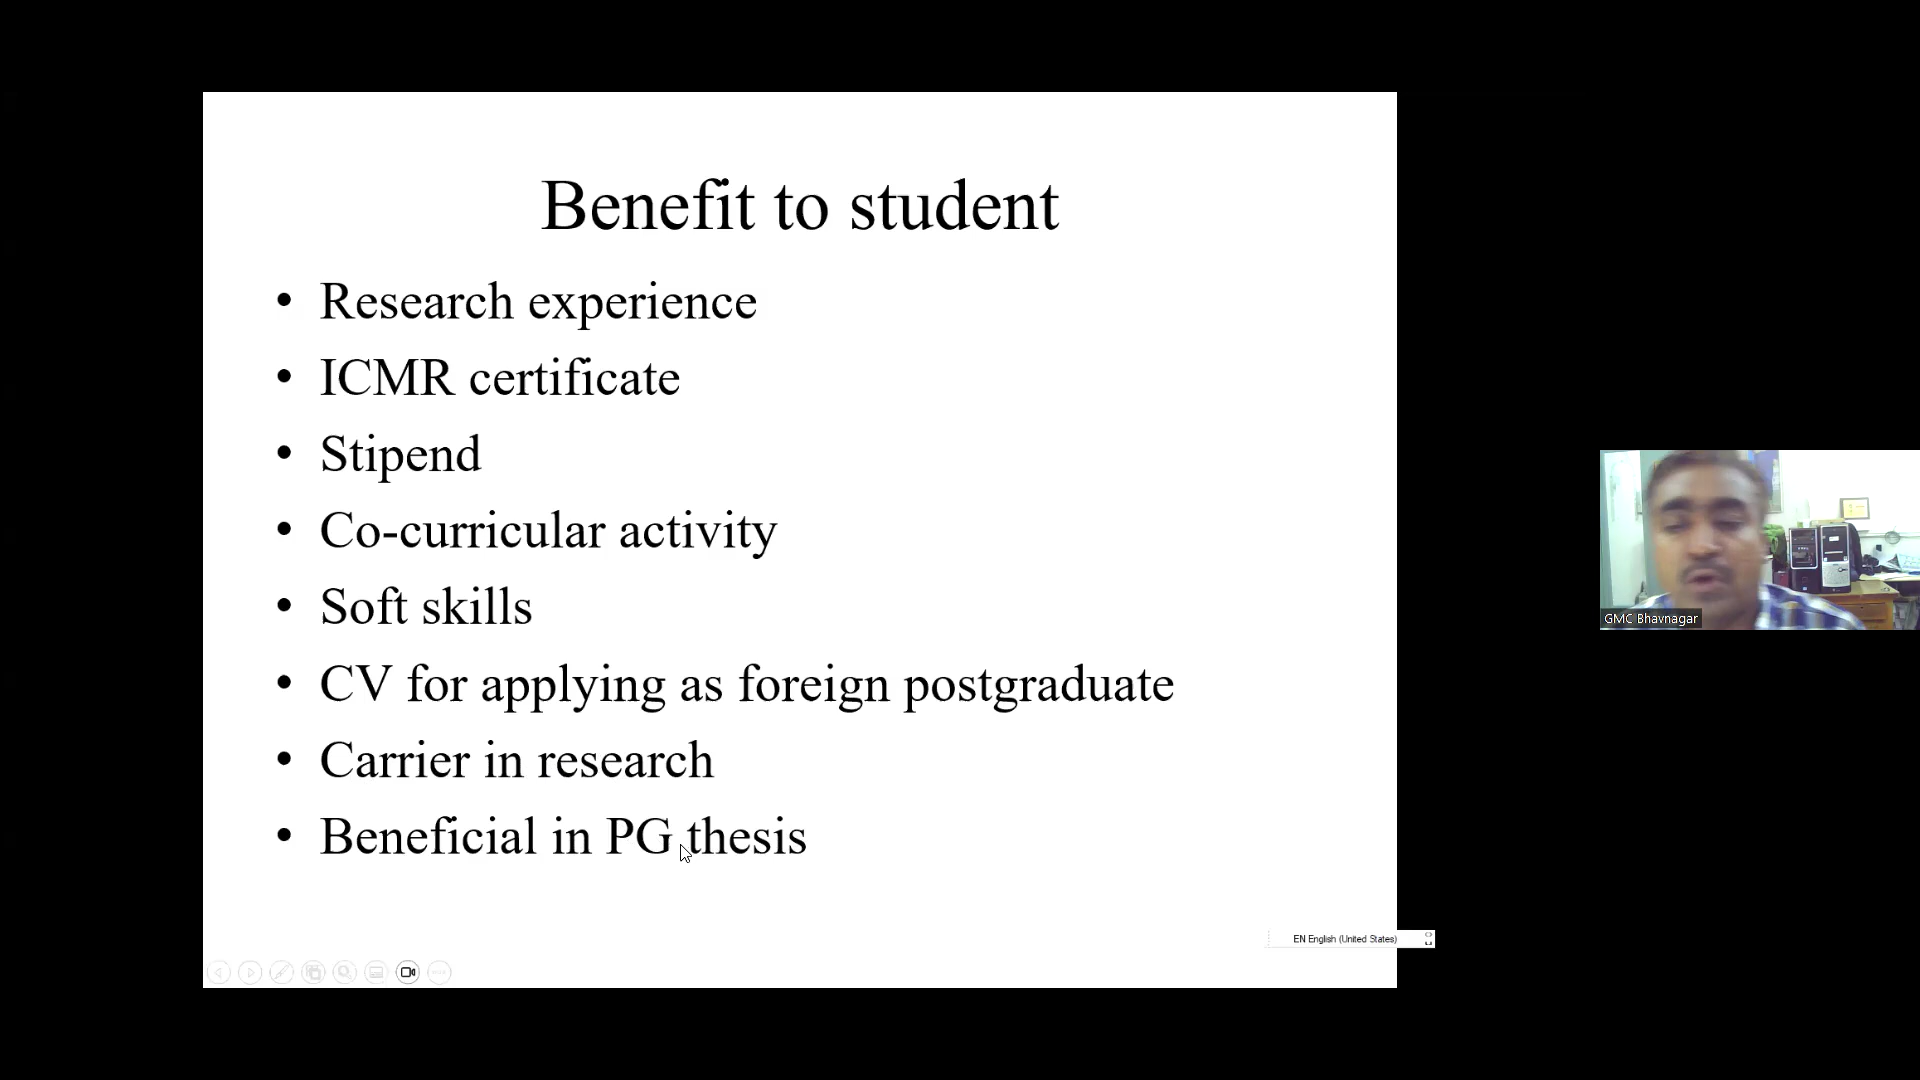 Benefit to student
• Research experience
• ICMR certificate
• Stipend
• Co-curricular activity
• Soft skills
• CV for applying as foreign postgraduate
• Carrier in research
• Beneficial in PG thesis
EN English (United States)
GMC Bhavnagar